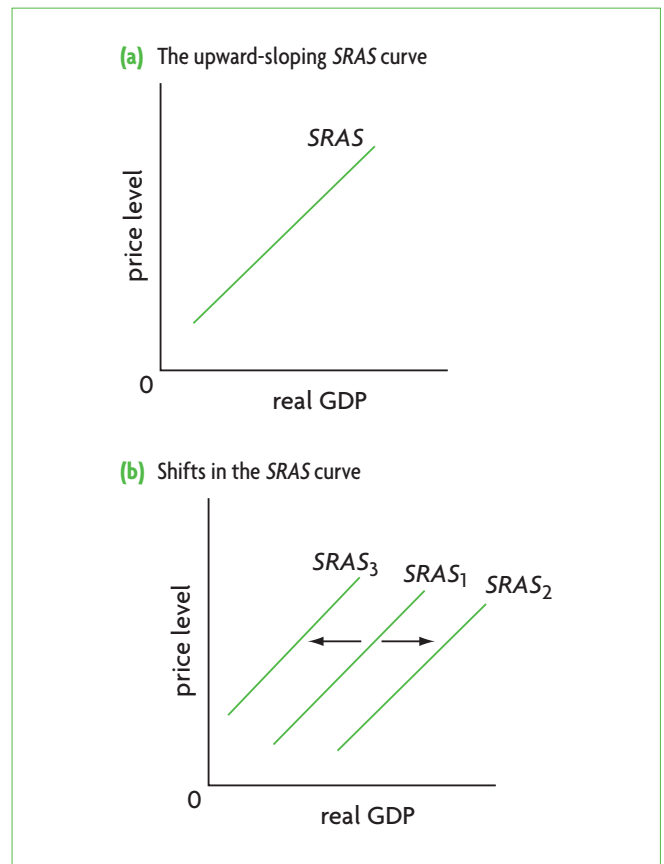 (a) The upward-sloping SRAS curve
SRAS
price level
0
real GDP
(b) Shifts in the SRAS curve
SRAS3
SRAS1
SRAS2
price level
0
real GDP